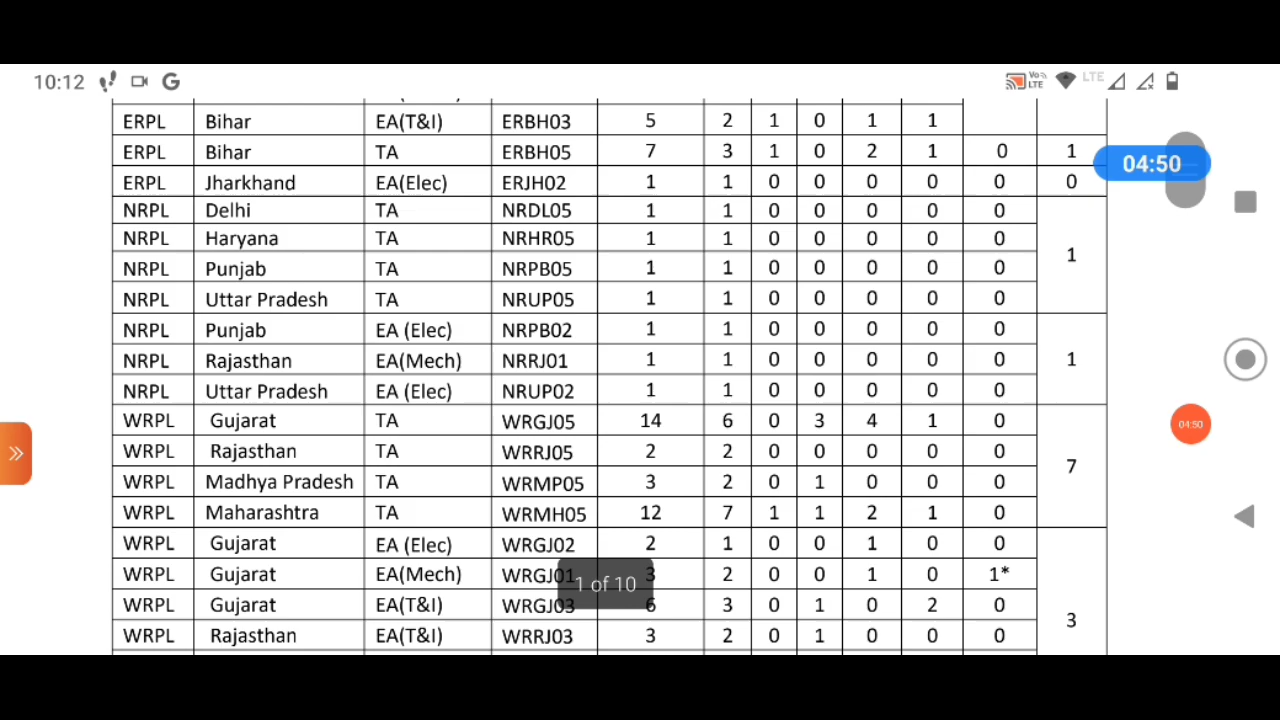 10:12 G Vo LTE LTE
ERPL Bihar EA(T&I) ERBH03 5 2 1 0 1 1
ERPL Bihar TA ERBH05 7 3 1 0 2 1 0 1
04:50
ERPL Jharkhand EA(Elec) ERJH02 1 1 0 0 0 0 0 0
NRPL Delhi TA NRDL05 1 1 0 0 0 0 0
NRPL Haryana TA NRHR05 1 1 0 0 0 0 0
1
NRPL Punjab TA NRPB05 1 1 0 0 0 0 0
NRPL Uttar Pradesh TA NRUP05 1 1 0 0 0 0 0
NRPL Punjab EA (Elec) NRPB02 1 1 0 0 0 0 0
NRPL Rajasthan EA(Mech) NRRJ01 1 1 0 0 0 0 0 1
NRPL Uttar Pradesh EA (Elec) NRUP02 1 1 0 0 0 0 0
WRPL Gujarat TA WRGJ05 14 6 0 3 4 1 0
04:50
WRPL Rajasthan TA WRRJ05 2 2 0 0 0 0 0
7
WRPL Madhya Pradesh TA WRMP05 3 2 0 1 0 0 0
WRPL Maharashtra TA WRMH05 12 7 1 1 2 1 0
WRPL Gujarat EA (Elec) WRGJ02 2 1 0 0 1 0 0
WRPL Gujarat EA(Mech) WRGJ01 3 2 0 0 1 0 1*
1 of 10
WRPL Gujarat EA(T&I) WRGJ03 6 3 0 1 0 2 0
3
WRPL Rajasthan EA(T&I) WRRJ03 3 2 0 1 0 0 0